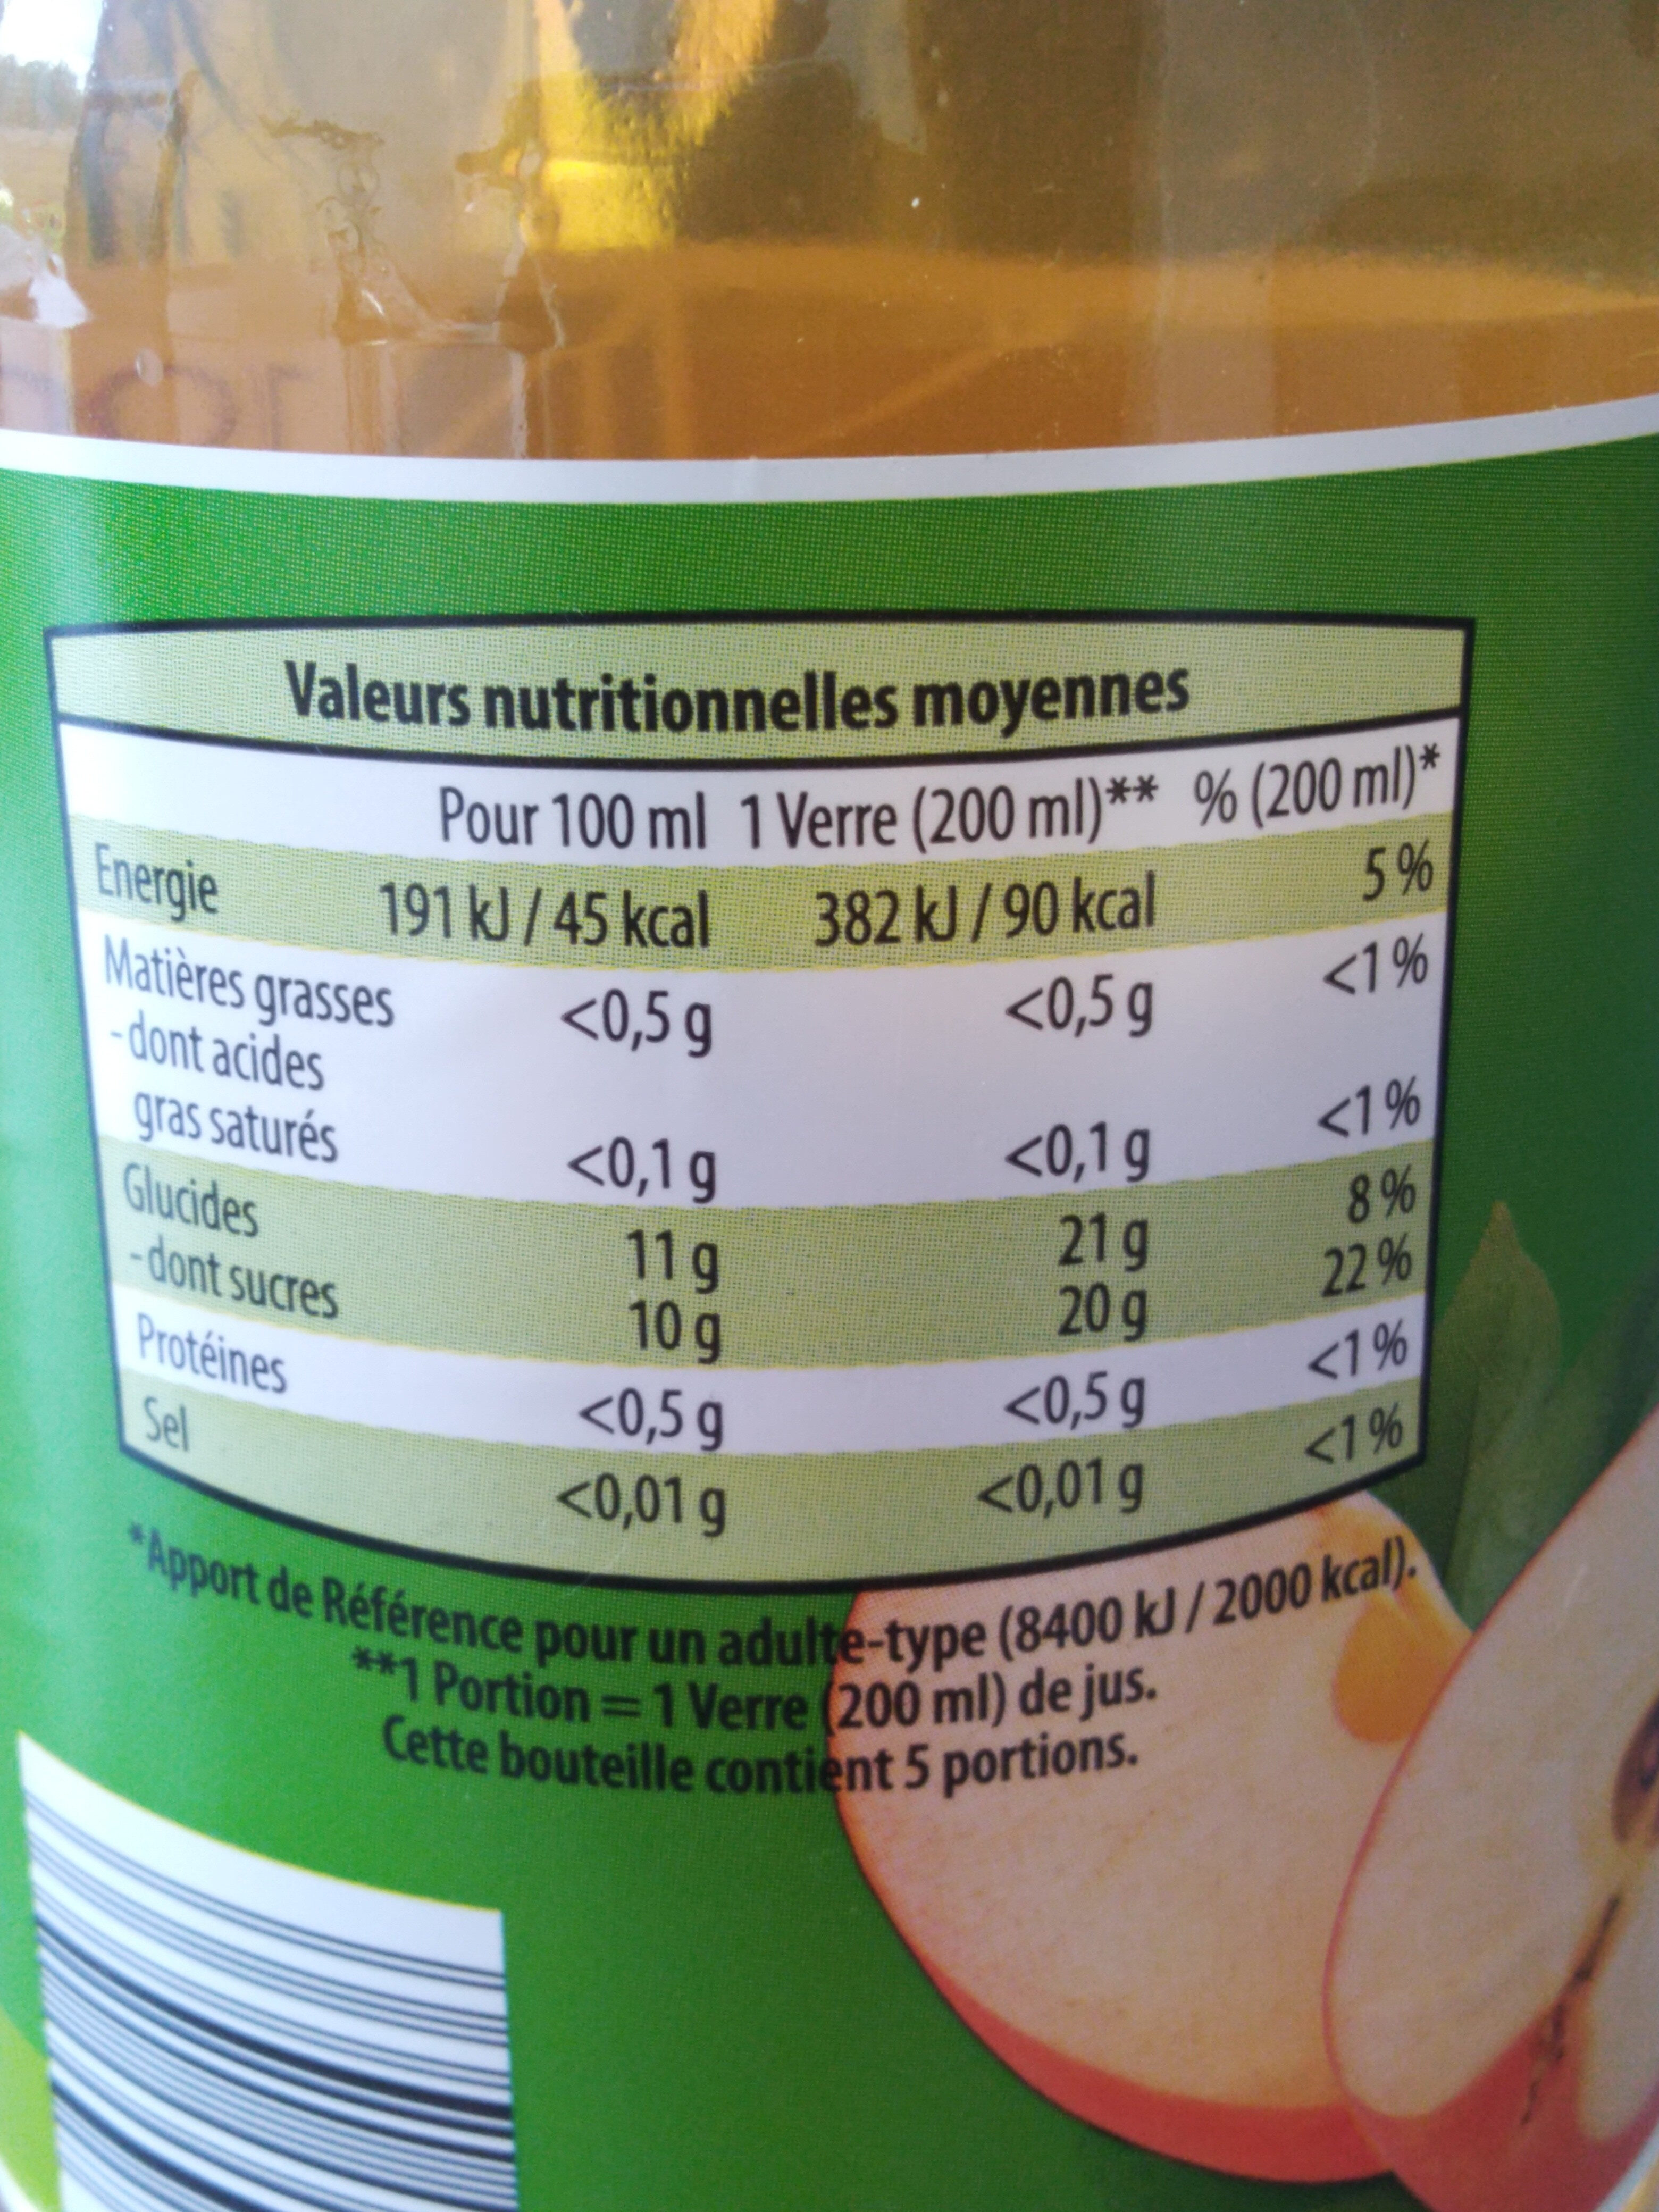 Valeurs nutritionnelles moyennes
Pour 100 ml 1 Verre (200 ml)** % (200 ml)*
Energie 191 kJ / 45 kcal 382 kJ / 90 kcal 5 %
Matières grasses <0,5 g <0,5 g <1 %
- dont acides
gras saturés <0,1 g <0,1 g <1 %
Glucides 11 g 21 g 8 %
- dont sucres 10 g 20 g 22 %
Protéines <0,5 g <0,5 g <1 %
Sel <0,01 g <0,01 g <1 %
*Apport de Référence pour un adulte-type (8400 kJ / 2000 kcal).
**1 Portion = 1 Verre (200 ml) de jus.
Cette bouteille contient 5 portions.